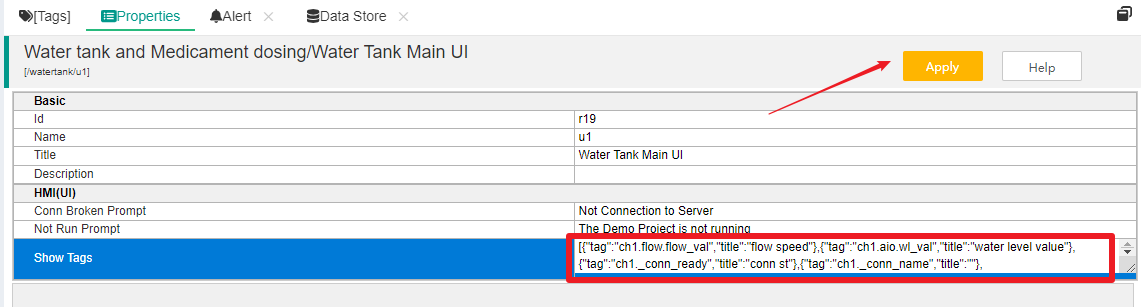 [Tags] Properties Alert Data Store
Water tank and Medicament dosing/Water Tank Main UI
[/watertank/u1]
Apply Help
Basic
Id r19
Name u1
Title Water Tank Main UI
Description
HMI(UI)
Conn Broken Prompt Not Connection to Server
Not Run Prompt The Demo Project is not running
Show Tags
[{"tag":"ch1.flow.flow_val","title":"flow speed"},{"tag":"ch1.aio.wl_val","title":"water level value"},
{"tag":"ch1._conn_ready","title":"conn st"},{"tag":"ch1._conn_name","title":""},